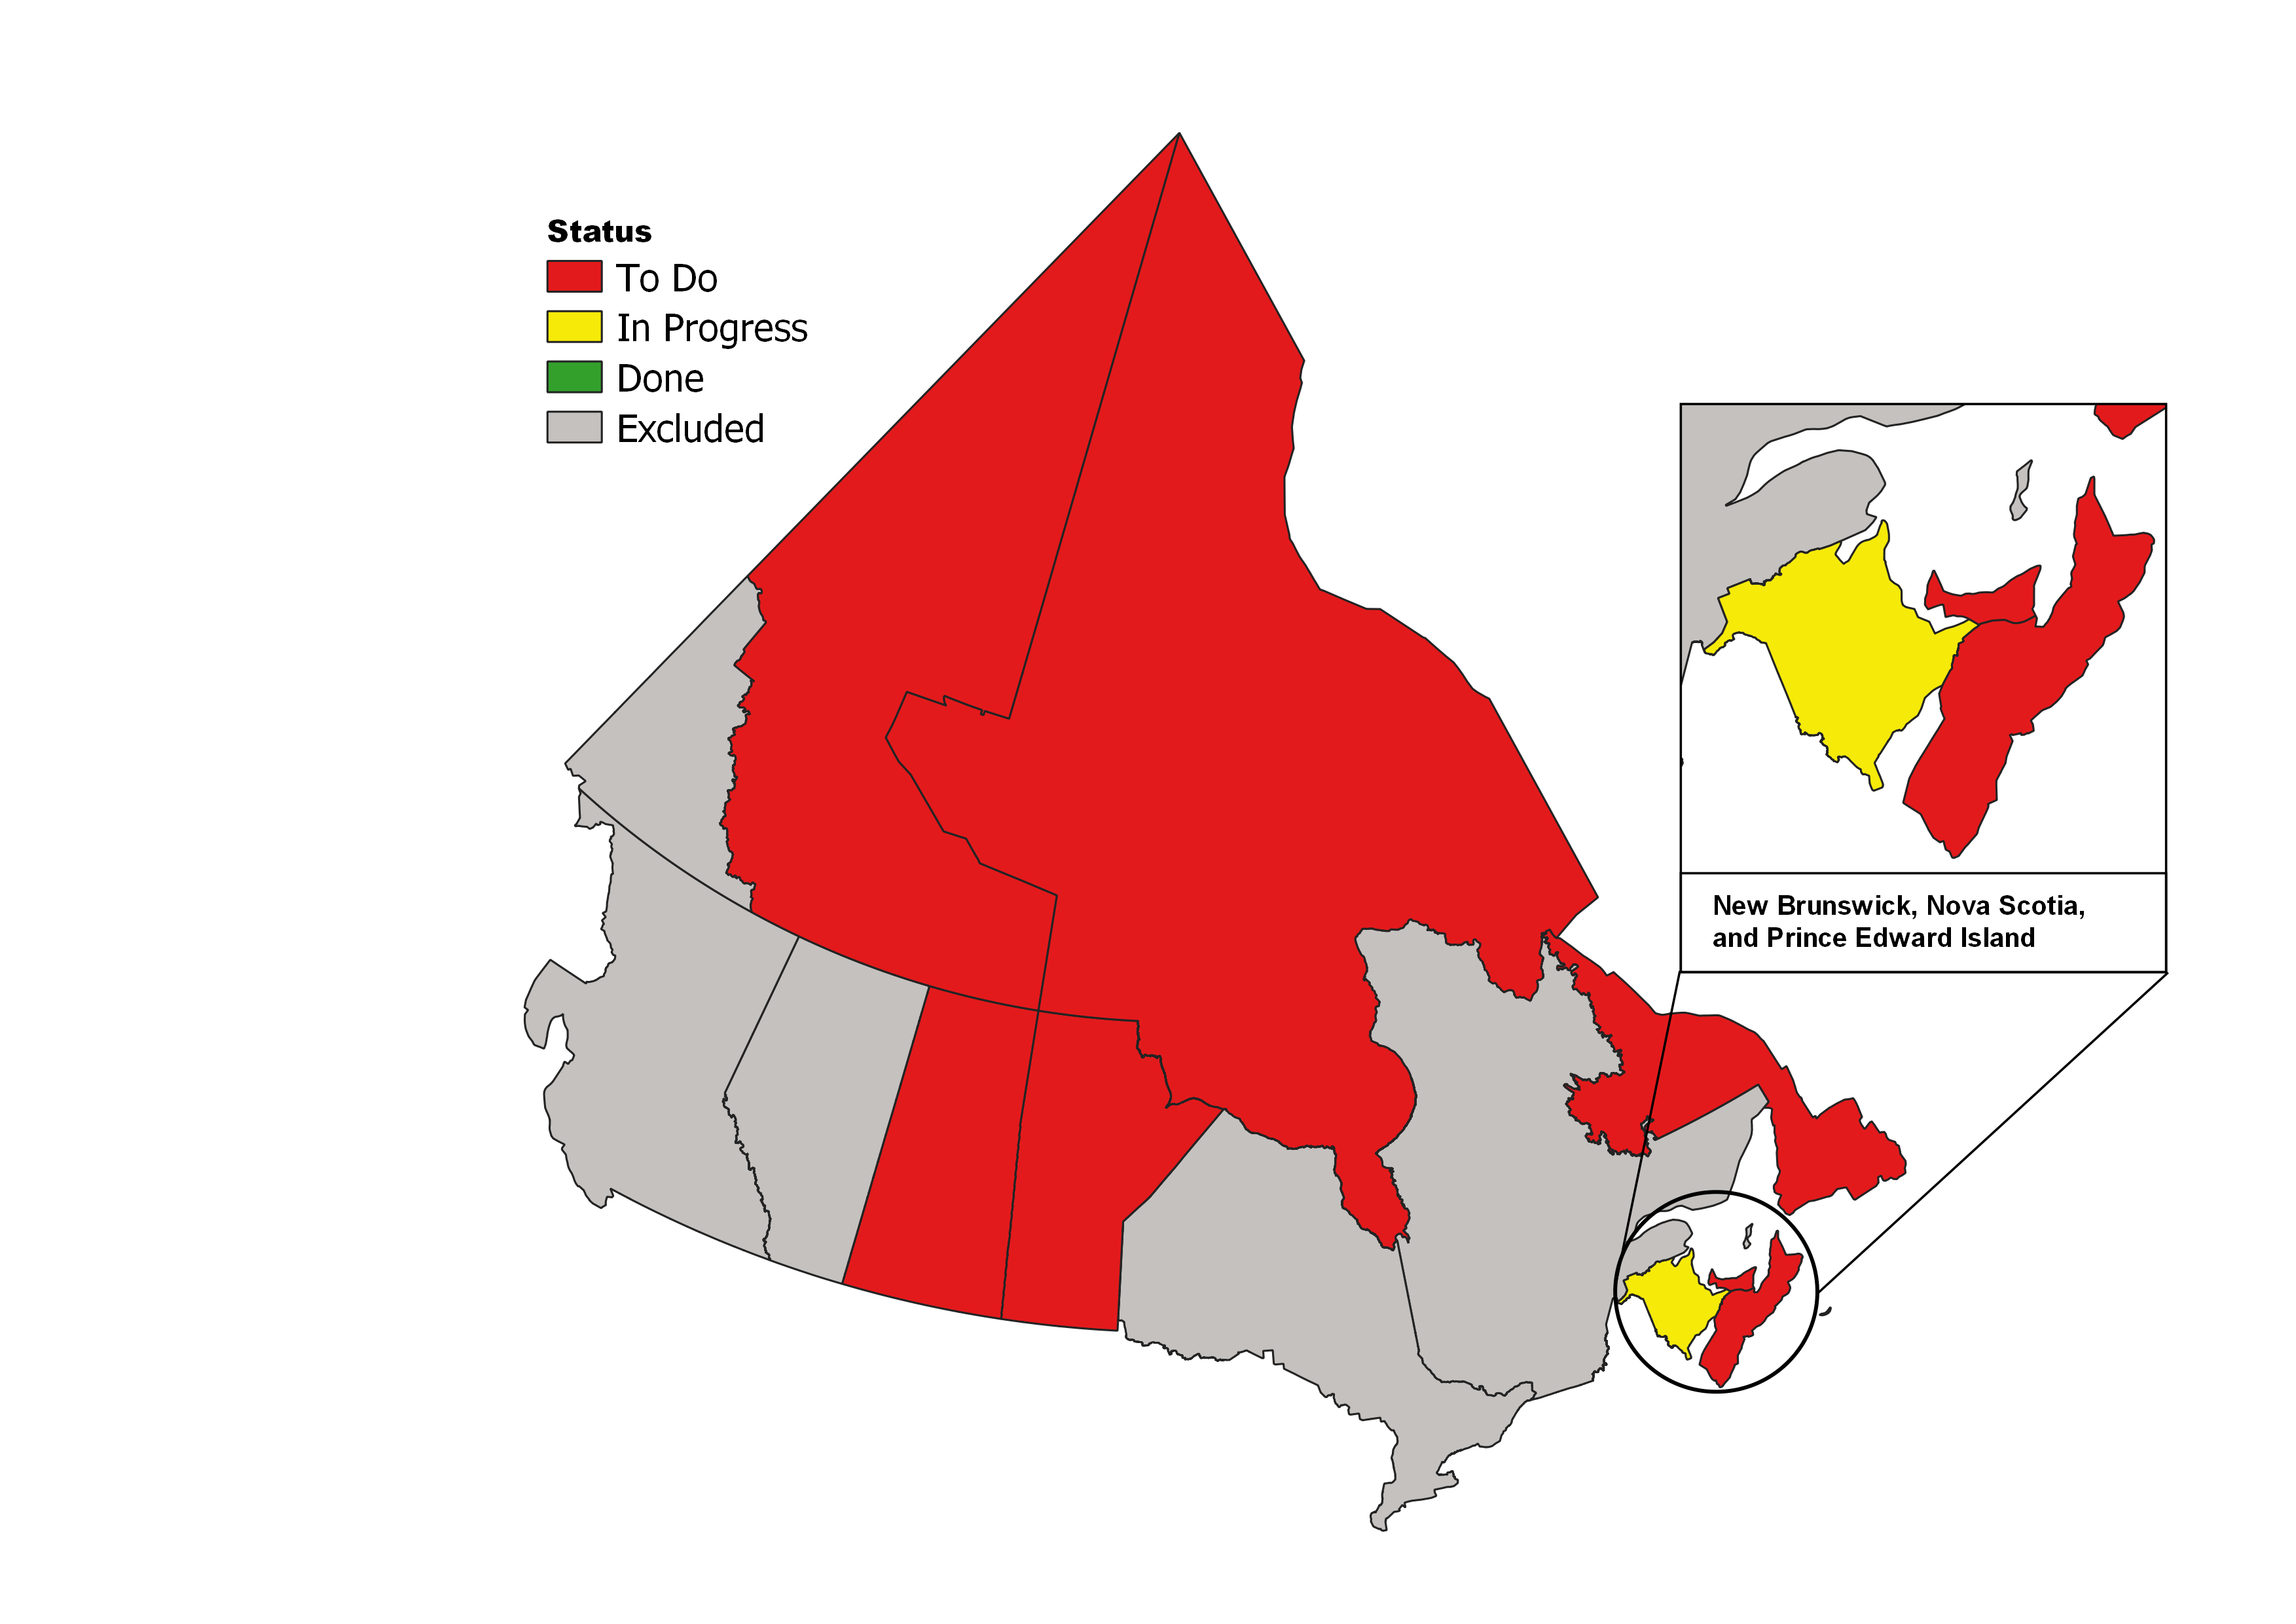 Status
To Do
In Progress
Done
Excluded
New Brunswick, Nova Scotia,
and Prince Edward Island